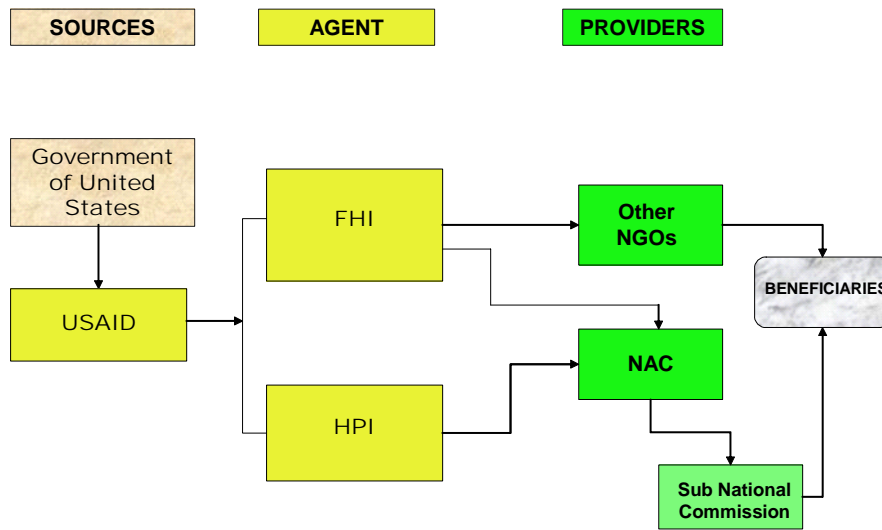 SOURCES
AGENT
PROVIDERS
Government
of United
States
FHI
Other
NGOs
BENEFICIARIES
USAID
NAC
HPI
Sub National
Commission